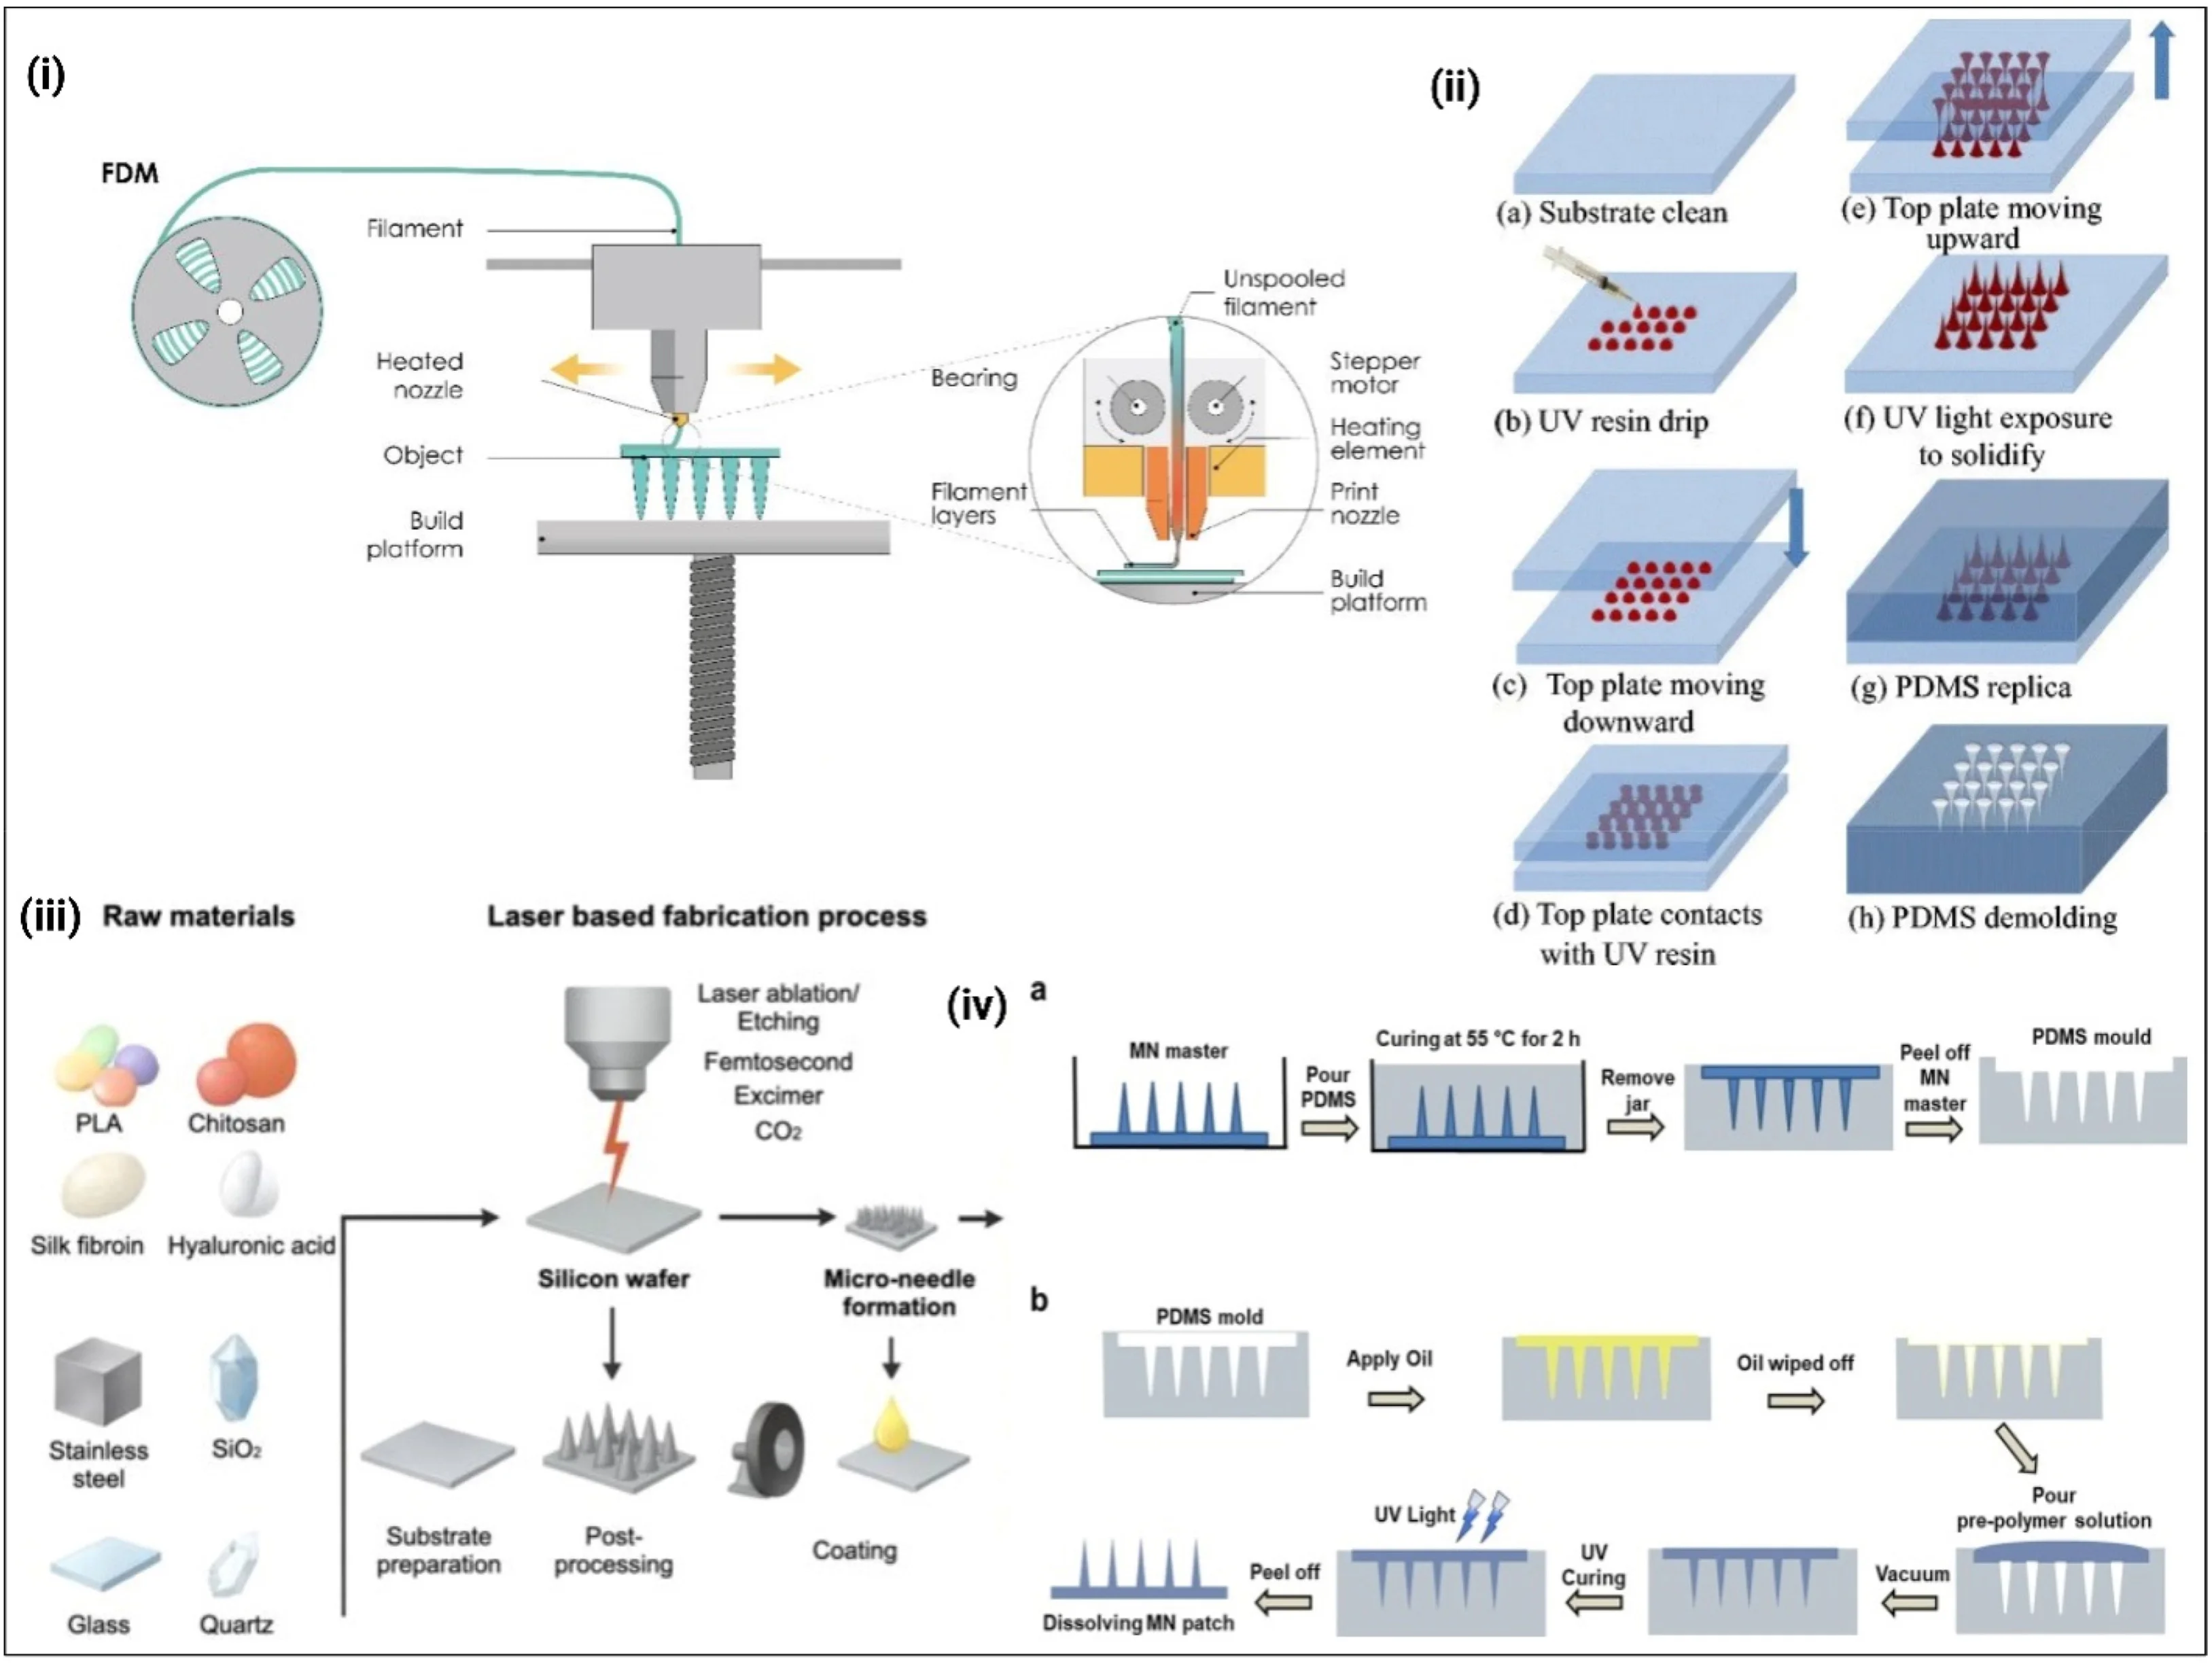 (i)
FDM
Filament
Heated
nozzle
Object
Build
platform
Unspooled
filament
Bearing
Stepper
motor
Heating
element
Filament
layers
Print
nozzle
Build
platform
(ii)
(a) Substrate clean
(b) UV resin drip
(c) Top plate moving
downward
(d) Top plate contacts
with UV resin
(e) Top plate moving
upward
(f) UV light exposure
to solidify
(g) PDMS replica
(h) PDMS demolding
(iii)
Raw materials
PLA
Chitosan
Silk fibroin
Hyaluronic acid
Stainless
steel
SiO₂
Glass
Quartz
Laser based fabrication process
Laser ablation/
Etching
Femtosecond
Excimer
CO₂
Silicon wafer
Micro-needle
formation
Substrate
preparation
Post-
processing
Coating
(iv)
a
MN master
Pour
PDMS
Curing at 55 °C for 2 h
Remove
jar
Peel off
MN
master
PDMS mould
b
PDMS mold
Apply Oil
Oil wiped off
Pour
pre-polymer solution
Vacuum
UV
Curing
UV Light
Peel off
Dissolving MN patch